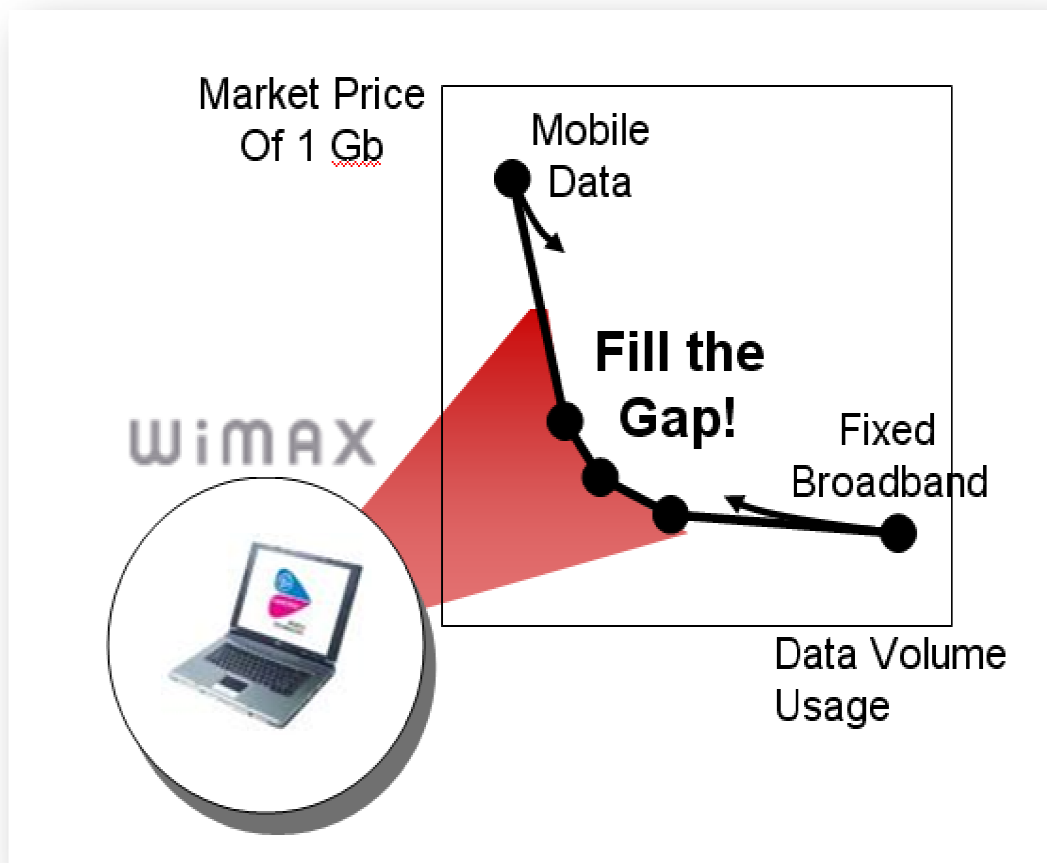 Market Price
Of 1 Gb
Mobile
Data
Fill the
Gap!
WiMAX
Fixed
Broadband
Data Volume
Usage